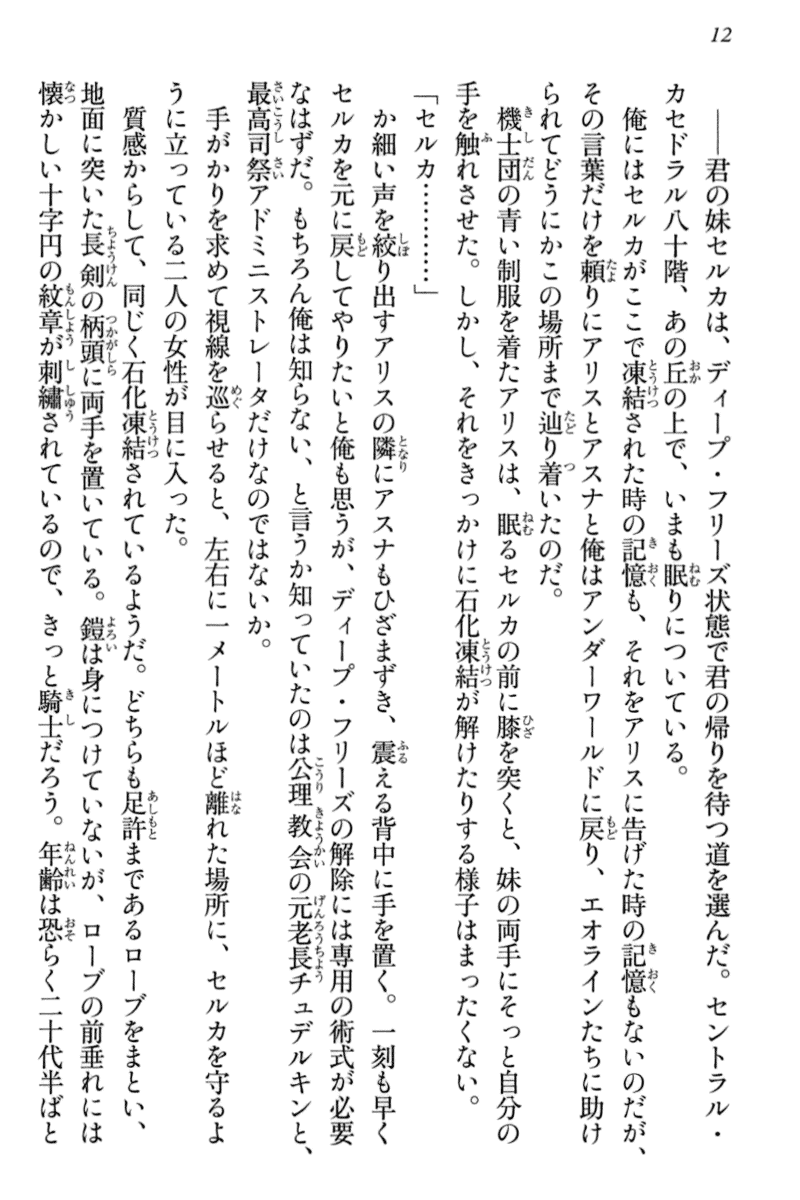 12
――君の妹セルカは、ディープ・フリーズ状態で君の帰りを待つ道を選んだ。セントラル・
カセドラル八十階、あの丘の上で、いまも眠りについている。
俺にはセルカがここで凍結された時の記憶も、それをアリスに告げた時の記憶もないのだが、
その言葉だけを頼りにアリスとアスナと俺はアンダーワールドに戻り、エオラインたちに助け
られてどうにかこの場所まで辿り着いたのだ。
機士団の青い制服を着たアリスは、眠るセルカの前に膝を突くと、妹の両手にそっと自分の
手を触れさせた。しかし、それをきっかけに石化凍結が解けたりする様子はまったくない。
「セルカ…………」
か細い声を絞り出すアリスの隣にアスナもひざまずき、震える背中に手を置く。一刻も早く
セルカを元に戻してやりたいと俺も思うが、ディープ・フリーズの解除には専用の術式が必要
なはずだ。もちろん俺は知らない、と言うか知っていたのは公理教会の元老長チュデルキンと、
最高司祭アドミニストレータだけなのではないか。
手がかりを求めて視線を巡らせると、左右に一メートルほど離れた場所に、セルカを守るよ
うに立っている二人の女性が目に入った。
質感からして、同じく石化凍結されているようだ。どちらも足許まであるローブをまとい、
地面に突いた長剣の柄頭に両手を置いている。鎧は身につけていないが、ローブの前垂れには
懐かしい十字円の紋章が刺繡されているので、きっと騎士だろう。年齢は恐らく二十代半ばと